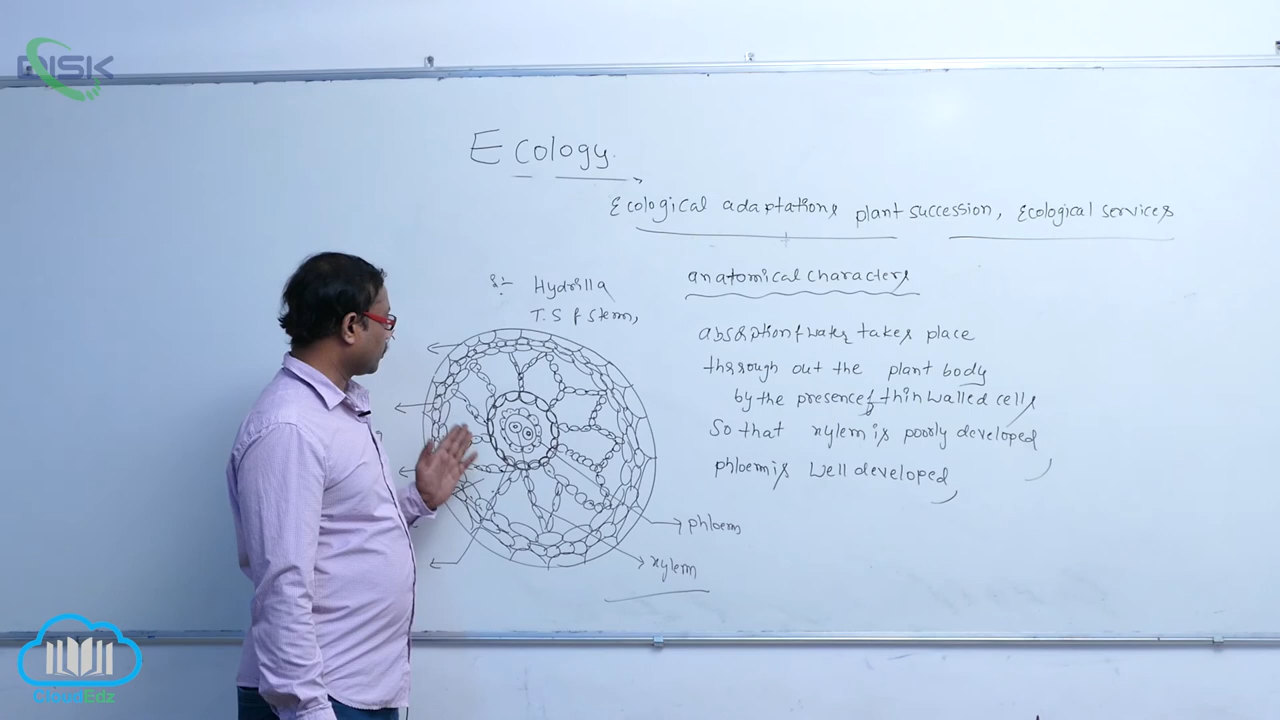 DISK
Ecology.
Ecological adaptations plant succession, Ecological services
anatomical characters
Hydrilla
T.S of stem,
absorption of water takes place
through out the plant body
by the presence of thin walled cells
So that xylem is poorly developed
phloem is well developed
phloem
xylem
CloudEdz